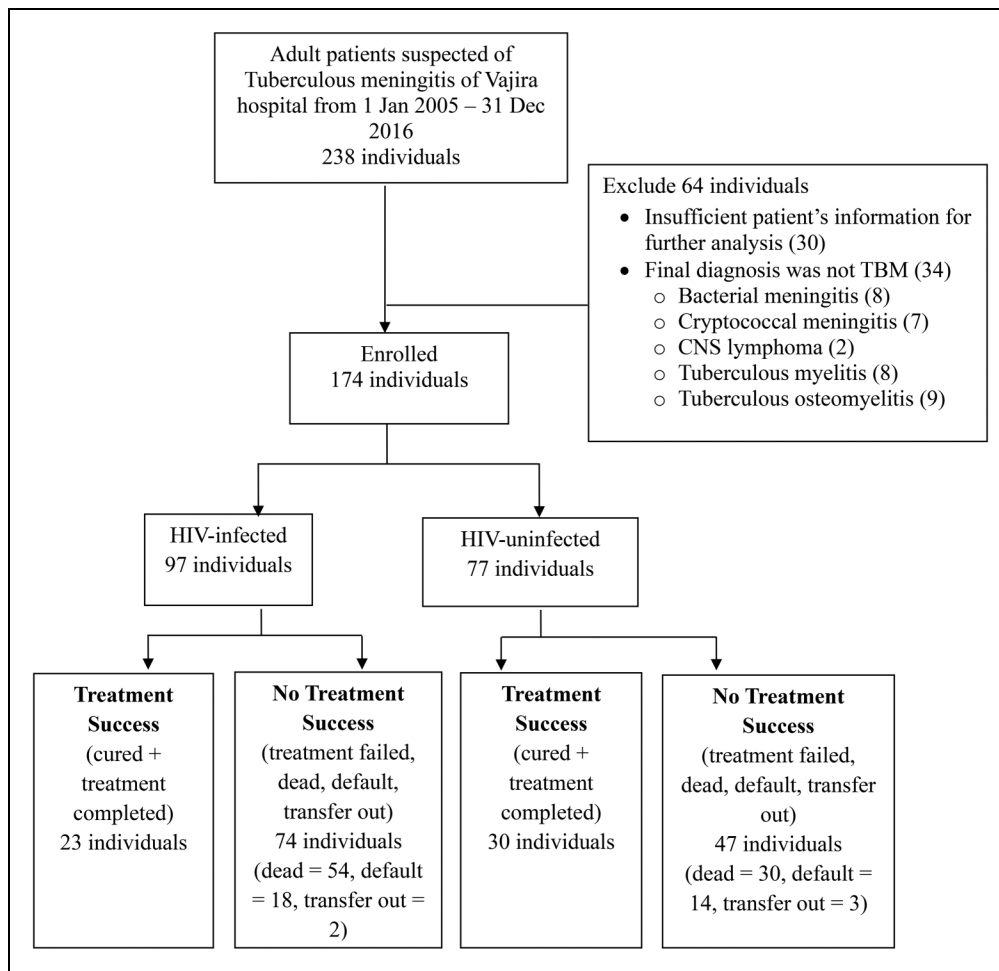 Adult patients suspected of
Tuberculous meningitis of Vajira
hospital from 1 Jan 2005 – 31 Dec
2016
238 individuals
Exclude 64 individuals
• Insufficient patient’s information for
further analysis (30)
• Final diagnosis was not TBM (34)
o Bacterial meningitis (8)
o Cryptococcal meningitis (7)
o CNS lymphoma (2)
o Tuberculous myelitis (8)
o Tuberculous osteomyelitis (9)
Enrolled
174 individuals
HIV-infected
97 individuals
HIV-uninfected
77 individuals
Treatment
Success
(cured +
treatment
completed)
23 individuals
No Treatment
Success
(treatment failed,
dead, default,
transfer out)
74 individuals
(dead = 54, default
= 18, transfer out =
2)
Treatment
Success
(cured +
treatment
completed)
30 individuals
No Treatment
Success
(treatment failed,
dead, default, transfer
out)
47 individuals
(dead = 30, default =
14, transfer out = 3)